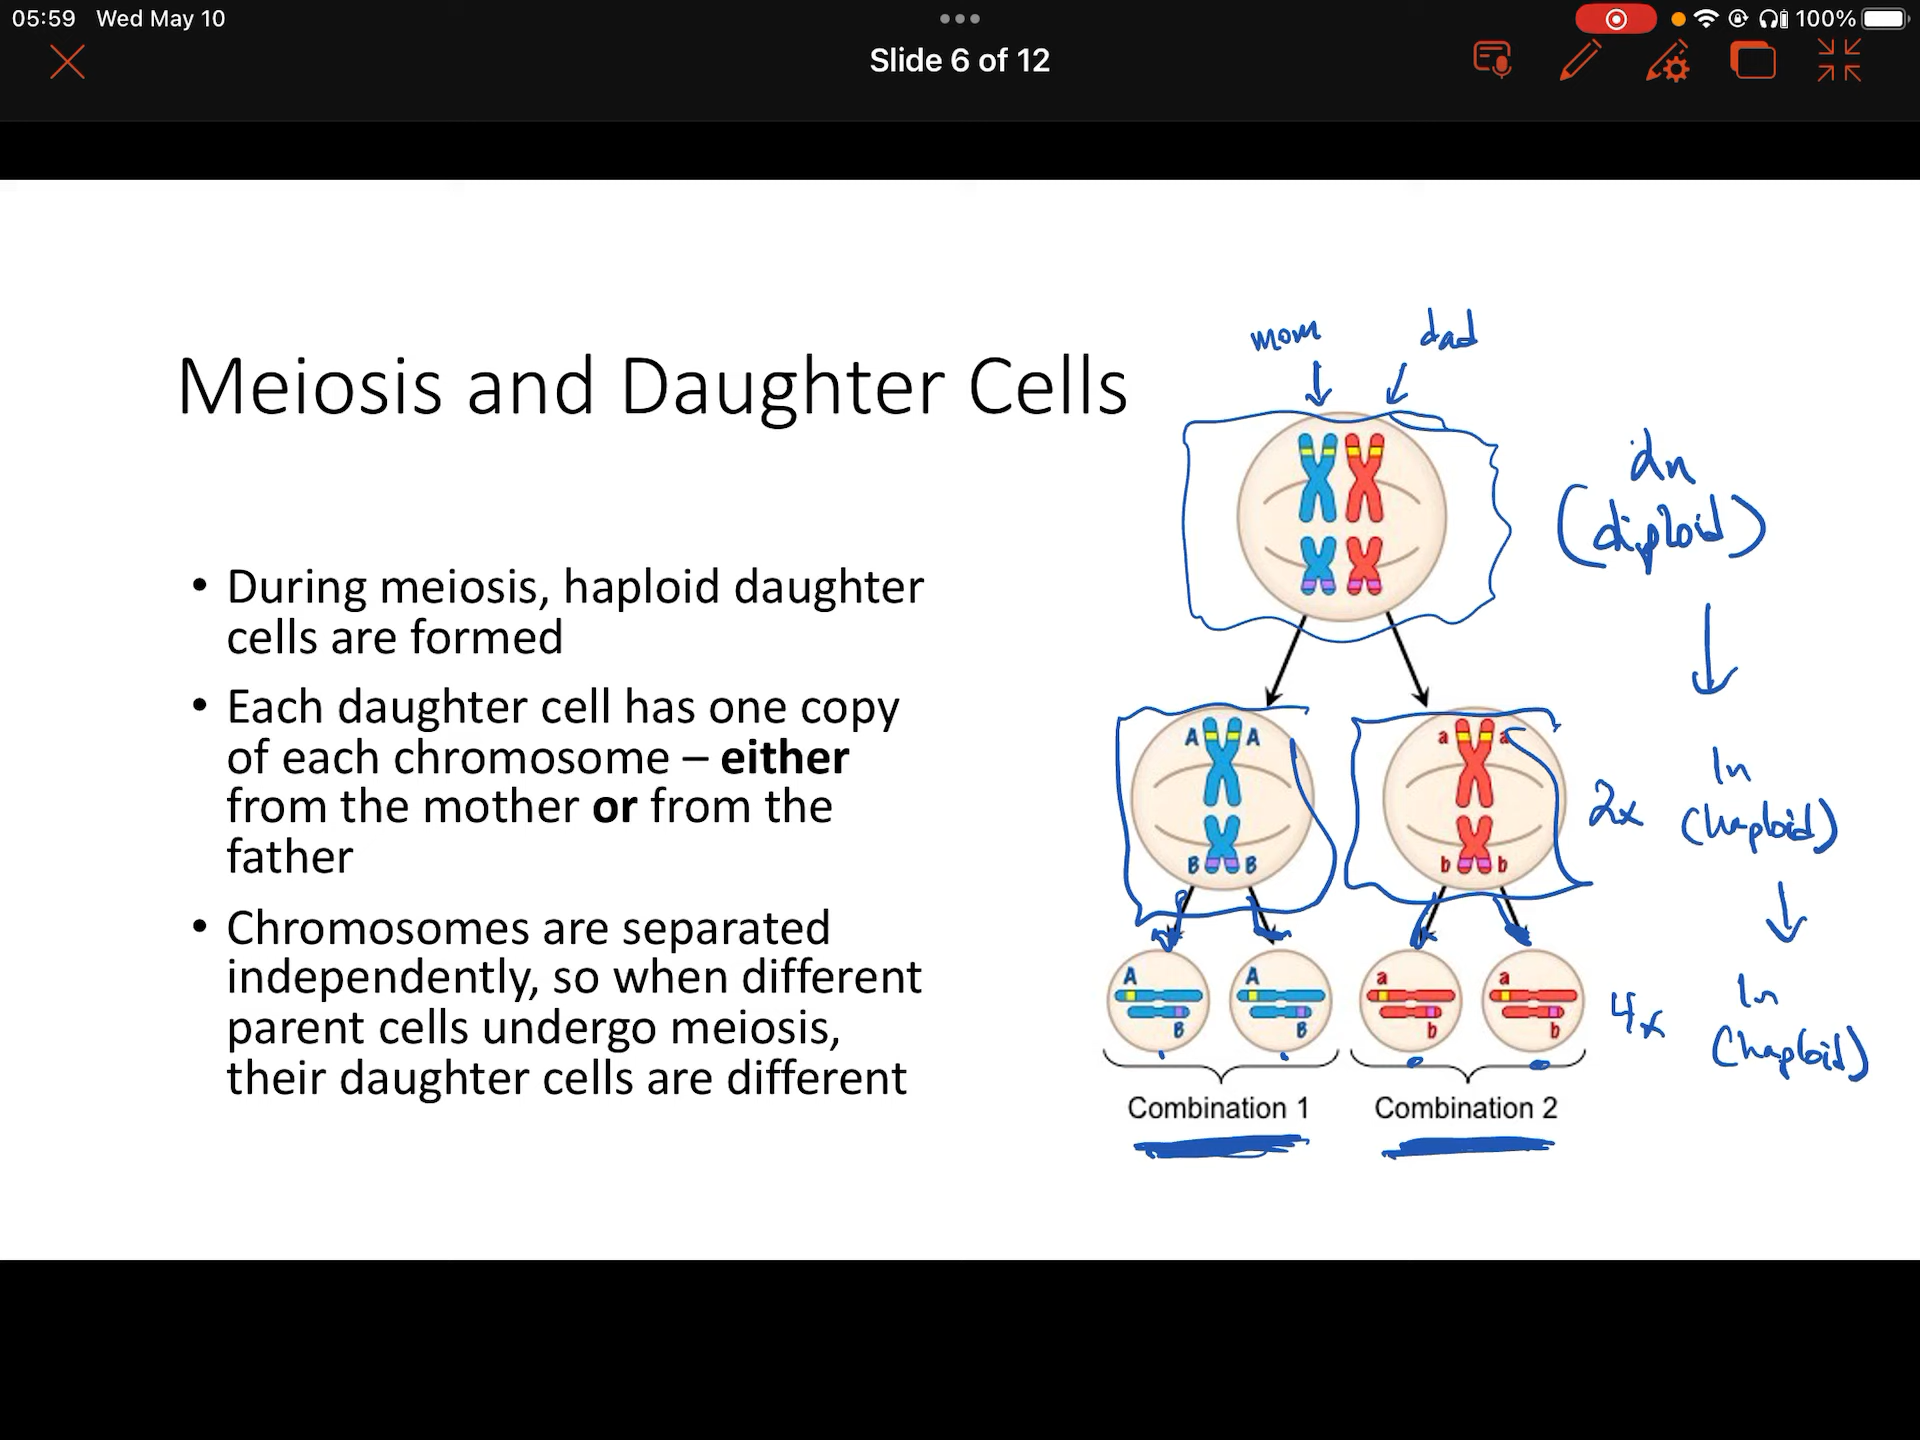 05:59 Wed May 10
100%
Slide 6 of 12
mom dad
Meiosis and Daughter Cells
2n
(diploid)
• During meiosis, haploid daughter
cells are formed
• Each daughter cell has one copy
of each chromosome – either
from the mother or from the
father
• Chromosomes are separated
independently, so when different
parent cells undergo meiosis,
their daughter cells are different
A A a a
B B b b
2x 1n
(haploid)
A A a a
B B b b
4x 1n
(haploid)
Combination 1 Combination 2